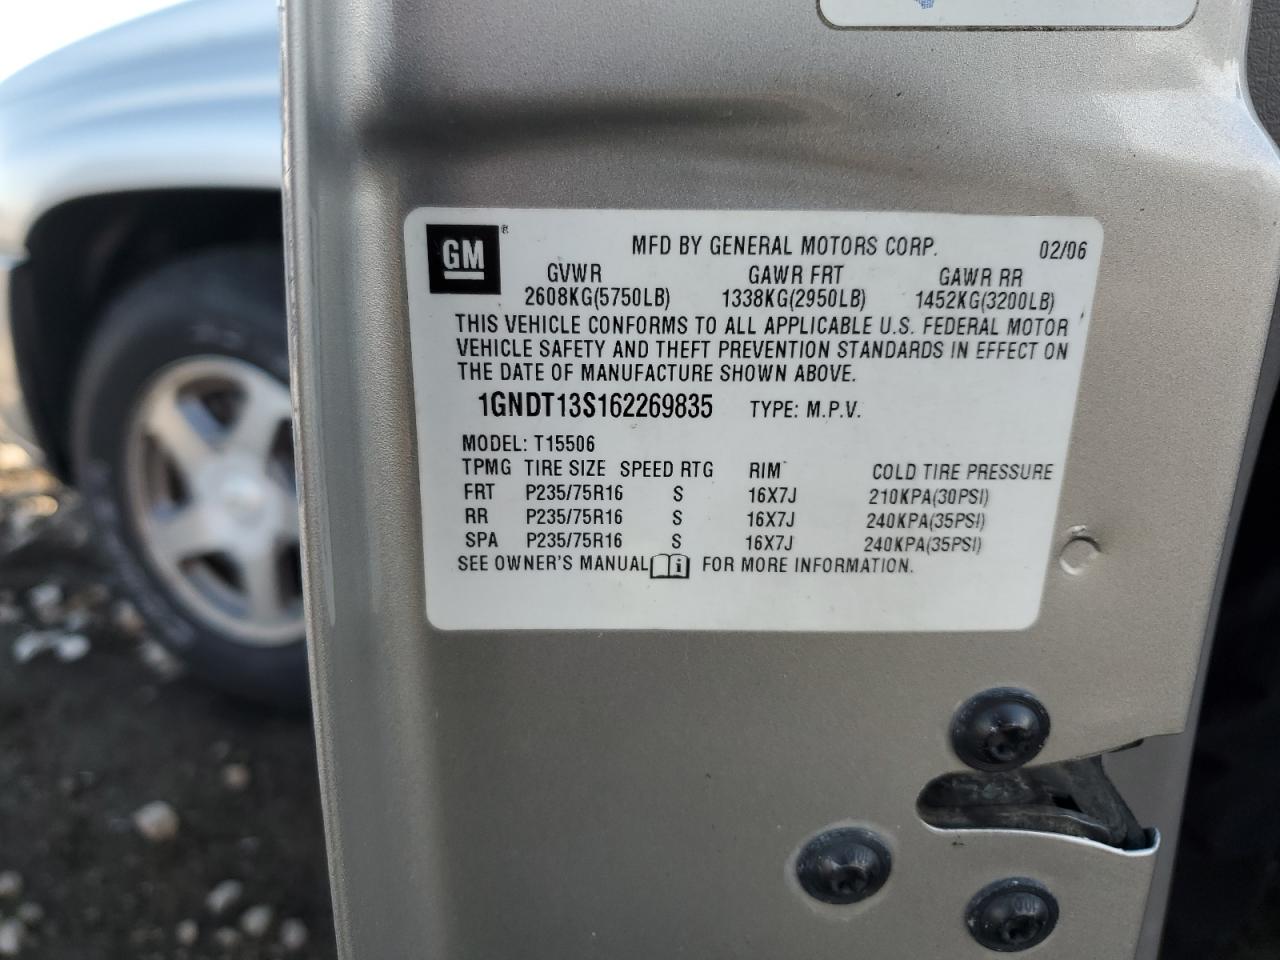 GM ® MFD BY GENERAL MOTORS CORP. 02/06
GVWR GAWR FRT GAWR RR
2608KG(5750LB) 1338KG(2950LB) 1452KG(3200LB)
THIS VEHICLE CONFORMS TO ALL APPLICABLE U.S. FEDERAL MOTOR
VEHICLE SAFETY AND THEFT PREVENTION STANDARDS IN EFFECT ON
THE DATE OF MANUFACTURE SHOWN ABOVE.
1GNDT13S162269835 TYPE: M.P.V.
MODEL: T15506
TPMG TIRE SIZE SPEED RTG RIM COLD TIRE PRESSURE
FRT P235/75R16 S 16X7J 210KPA(30PSI)
RR P235/75R16 S 16X7J 240KPA(35PSI)
SPA P235/75R16 S 16X7J 240KPA(35PSI)
SEE OWNER'S MANUAL i FOR MORE INFORMATION.